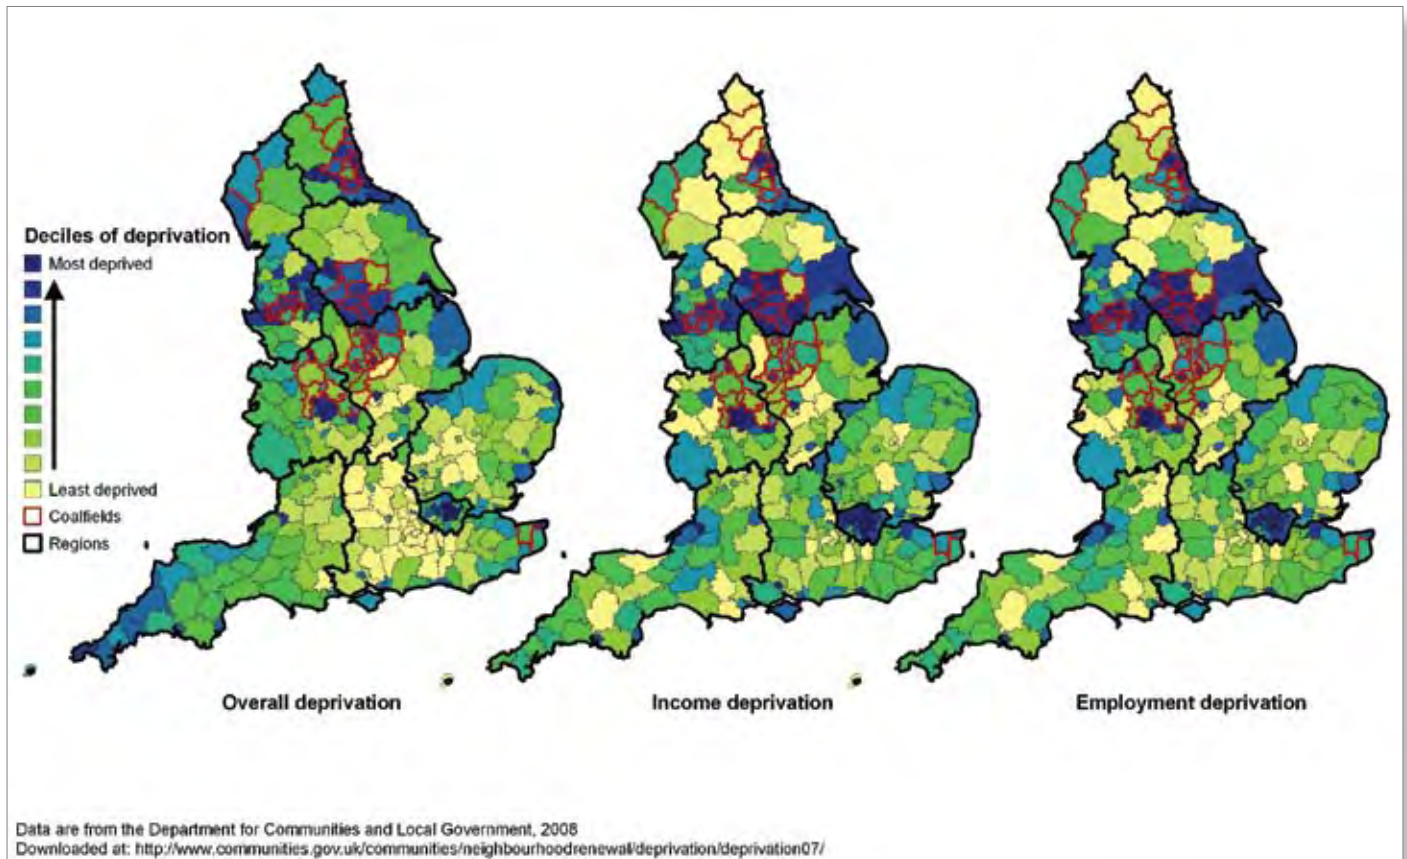 Deciles of deprivation
Most deprived
Least deprived
Coalfields
Regions
Overall deprivation
Income deprivation
Employment deprivation
Data are from the Department for Communities and Local Government, 2008
Downloaded at: http://www.communities.gov.uk/communities/neighbourhoodrenewal/deprivation/deprivation07/